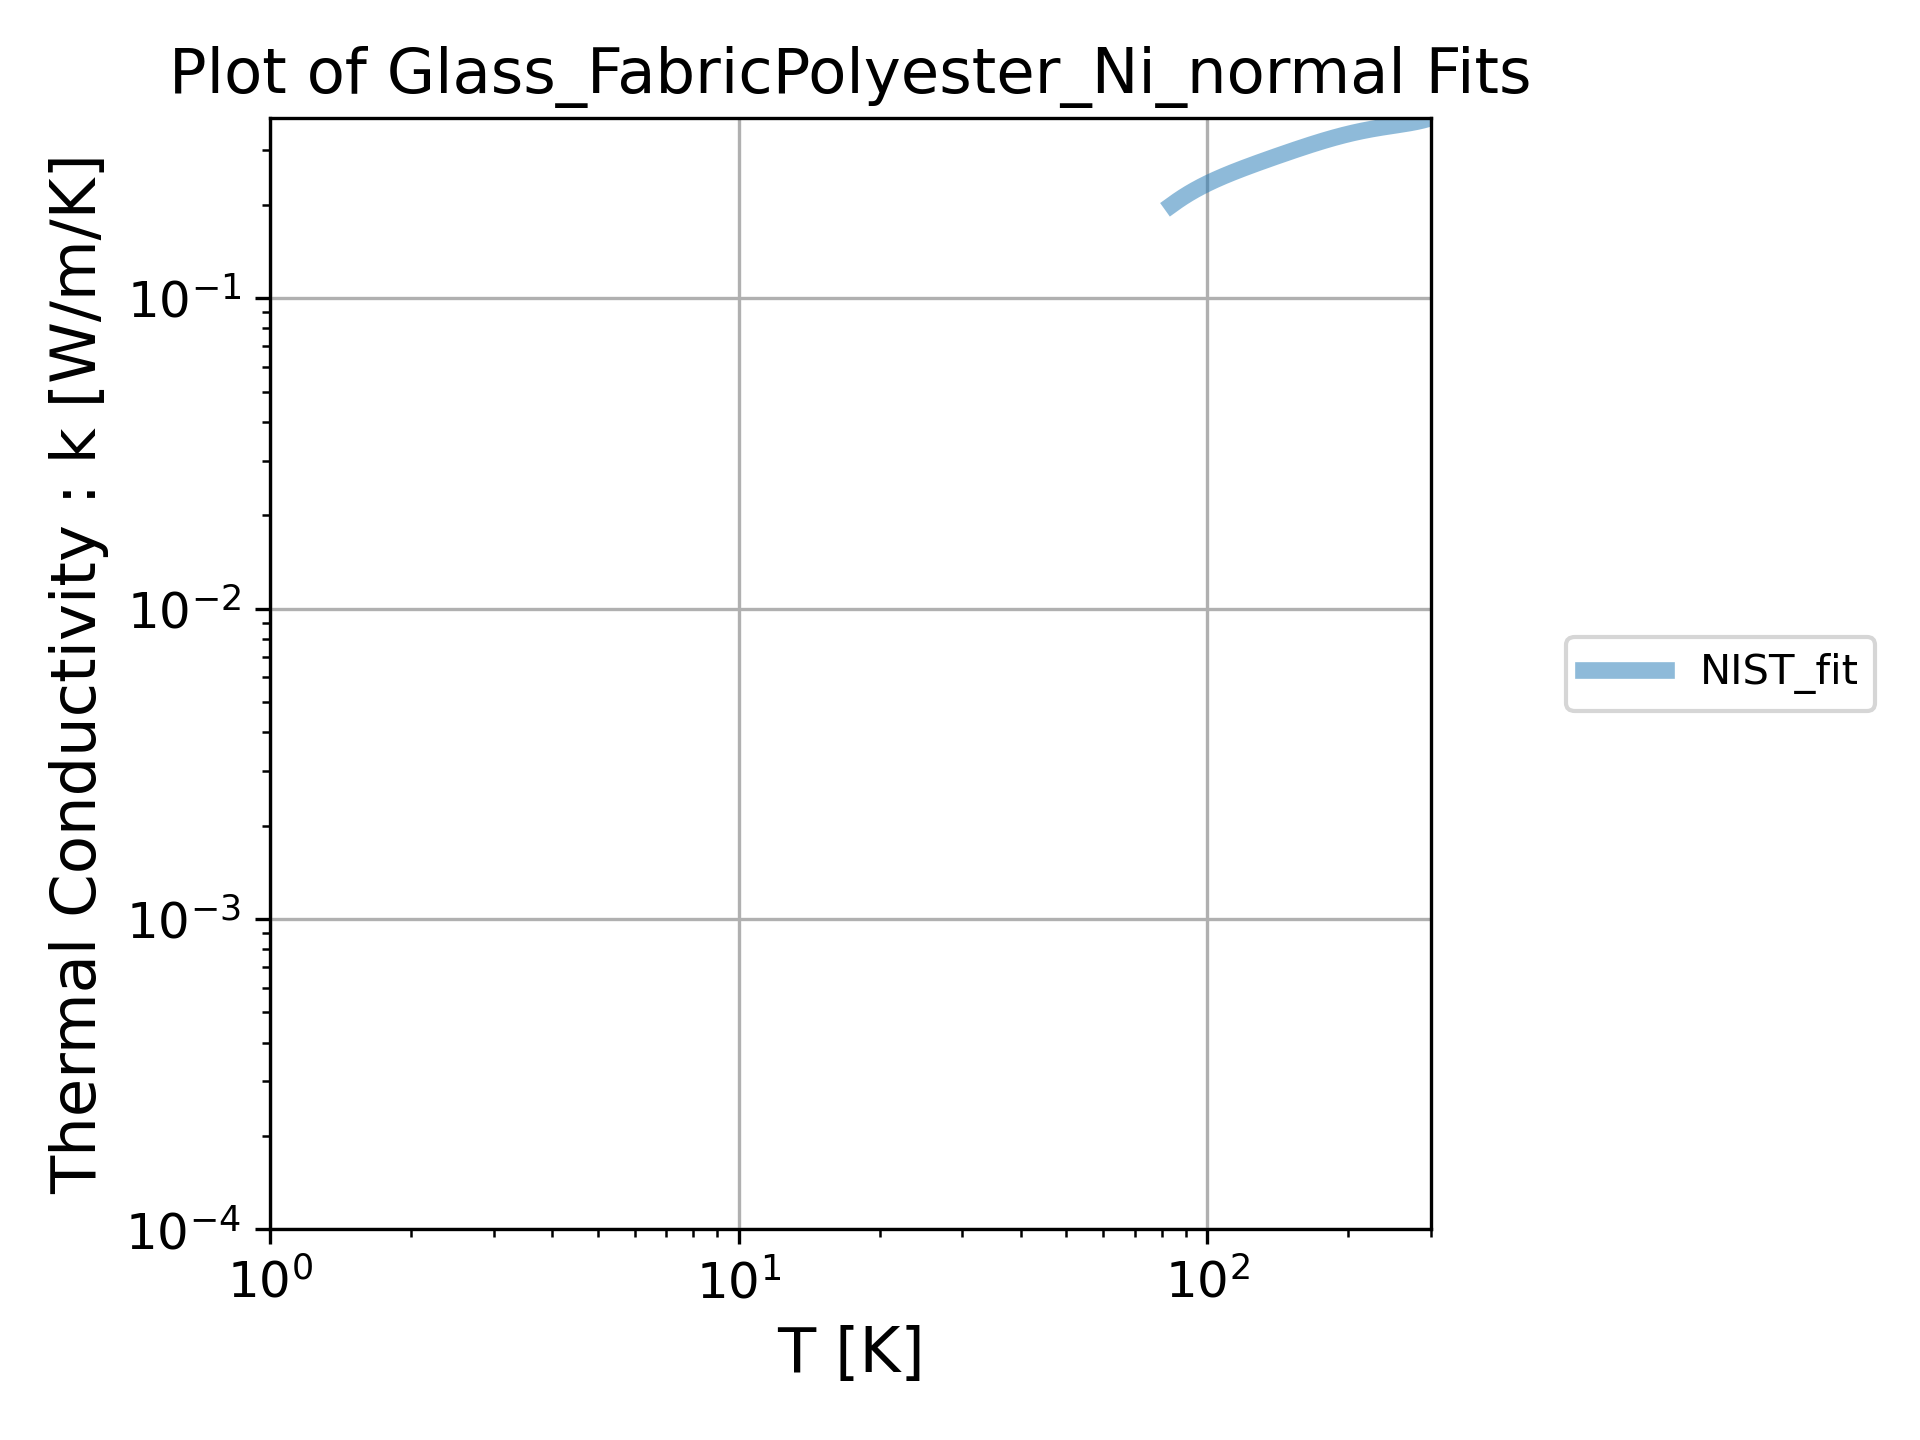 Plot of Glass_FabricPolyester_Ni_normal Fits
Thermal Conductivity : k [W/m/K]
10⁻¹
10⁻²
10⁻³
10⁻⁴
10⁰ 10¹ 10²
T [K]
NIST_fit